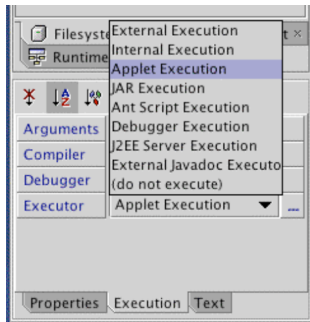 Filesyste
External Execution
t ×
Internal Execution
Runtime
Applet Execution
JAR Execution
Ant Script Execution
Arguments
Debugger Execution
J2EE Server Execution
Compiler
External Javadoc Executo
Debugger
(do not execute)
Executor
Applet Execution
...
Properties
Execution
Text